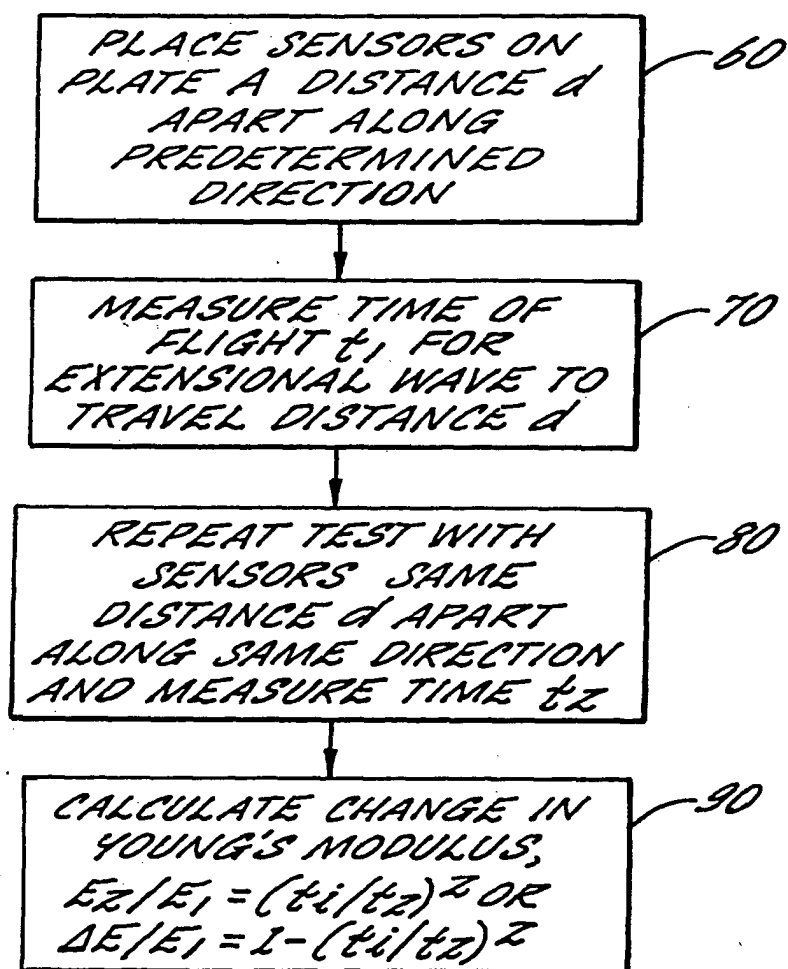 PLACE SENSORS ON
PLATE A DISTANCE d
APART ALONG
PREDETERMINED
DIRECTION
60
MEASURE TIME OF
FLIGHT t₁ FOR
EXTENSIONAL WAVE TO
TRAVEL DISTANCE d
70
REPEAT TEST WITH
SENSORS SAME
DISTANCE d APART
ALONG SAME DIRECTION
AND MEASURE TIME t₂
80
CALCULATE CHANGE IN
YOUNG'S MODULUS,
E₂/E₁ = (ti/t₂)² OR
ΔE/E₁ = 1-(ti/t₂)²
90